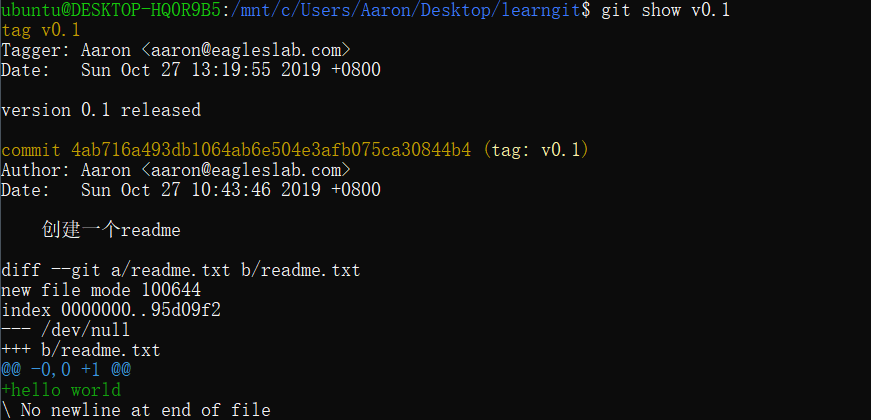 ubuntu@DESKTOP-HQ0R9B5:/mnt/c/Users/Aaron/Desktop/learngit$ git show v0.1
tag v0.1
Tagger: Aaron <aaron@eagleslab.com>
Date:   Sun Oct 27 13:19:55 2019 +0800

version 0.1 released

commit 4ab716a493db1064ab6e504e3afb075ca30844b4 (tag: v0.1)
Author: Aaron <aaron@eagleslab.com>
Date:   Sun Oct 27 10:43:46 2019 +0800

    创建一个readme

diff --git a/readme.txt b/readme.txt
new file mode 100644
index 0000000..95d09f2
--- /dev/null
+++ b/readme.txt
@@ -0,0 +1 @@
+hello world
\ No newline at end of file